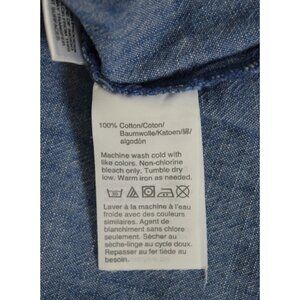 100% Cotton/Coton/
Baumwolle/Katoen/綿/
algodón
Machine wash cold with
like colors. Non-chlorine
bleach only. Tumble dry
low. Warm iron as needed.
Laver à la machine à l'eau
froide avec des couleurs
similaires. Agent de
blanchiment sans chlore
seulement. Sécher au
sèche-linge au cycle doux.
Repasser au fer tiède au
besoin.